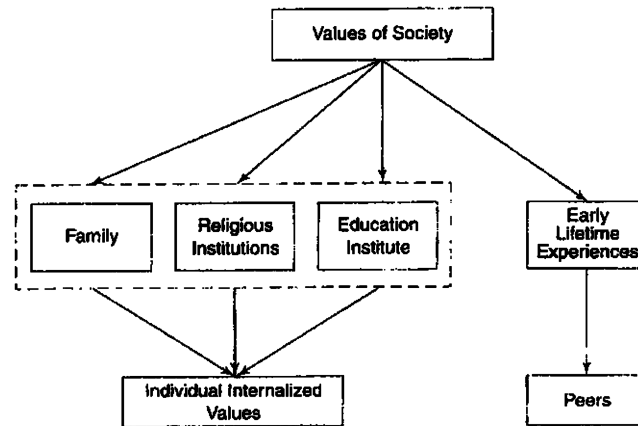 Values of Society
Family
Religious
Institutions
Education
Institute
Early
Lifetime
Experiences
Individual Internalized
Values
Peers